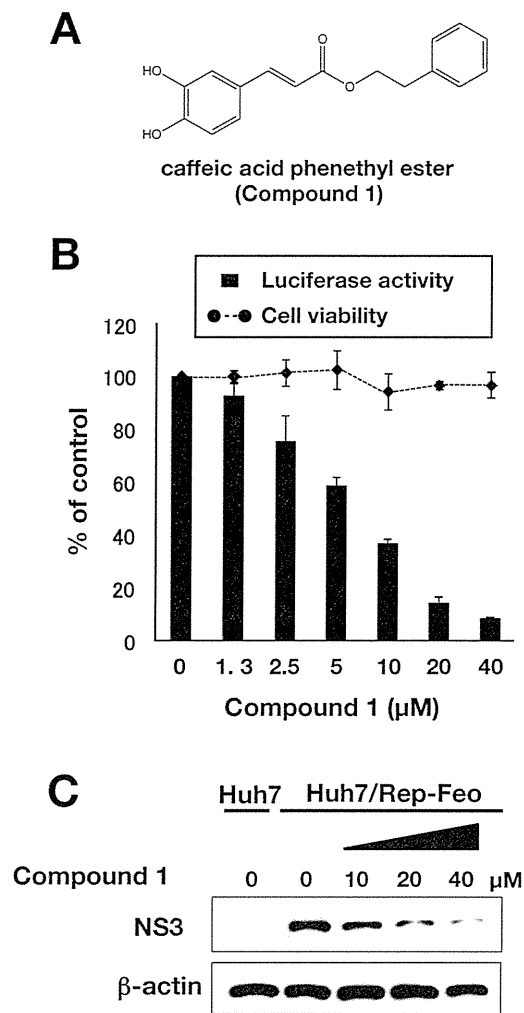 A
O
HO
O
HO
caffeic acid phenethyl ester
(Compound 1)
B
Luciferase activity
Cell viability
120
100
80
60
40
20
0
% of control
0 1. 3 2.5 5 10 20 40
Compound 1 (μM)
C
Huh7 Huh7/Rep-Feo
Compound 1 0 0 10 20 40 μM
NS3
β-actin